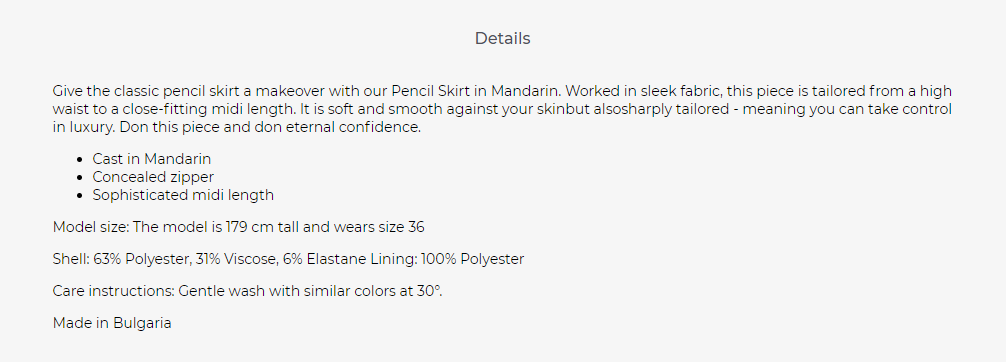 Details
Give the classic pencil skirt a makeover with our Pencil Skirt in Mandarin. Worked in sleek fabric, this piece is tailored from a high
waist to a close-fitting midi length. It is soft and smooth against your skinbut alsosharply tailored - meaning you can take control
in luxury. Don this piece and don eternal confidence.
• Cast in Mandarin
• Concealed zipper
• Sophisticated midi length
Model size: The model is 179 cm tall and wears size 36
Shell: 63% Polyester, 31% Viscose, 6% Elastane Lining: 100% Polyester
Care instructions: Gentle wash with similar colors at 30°.
Made in Bulgaria